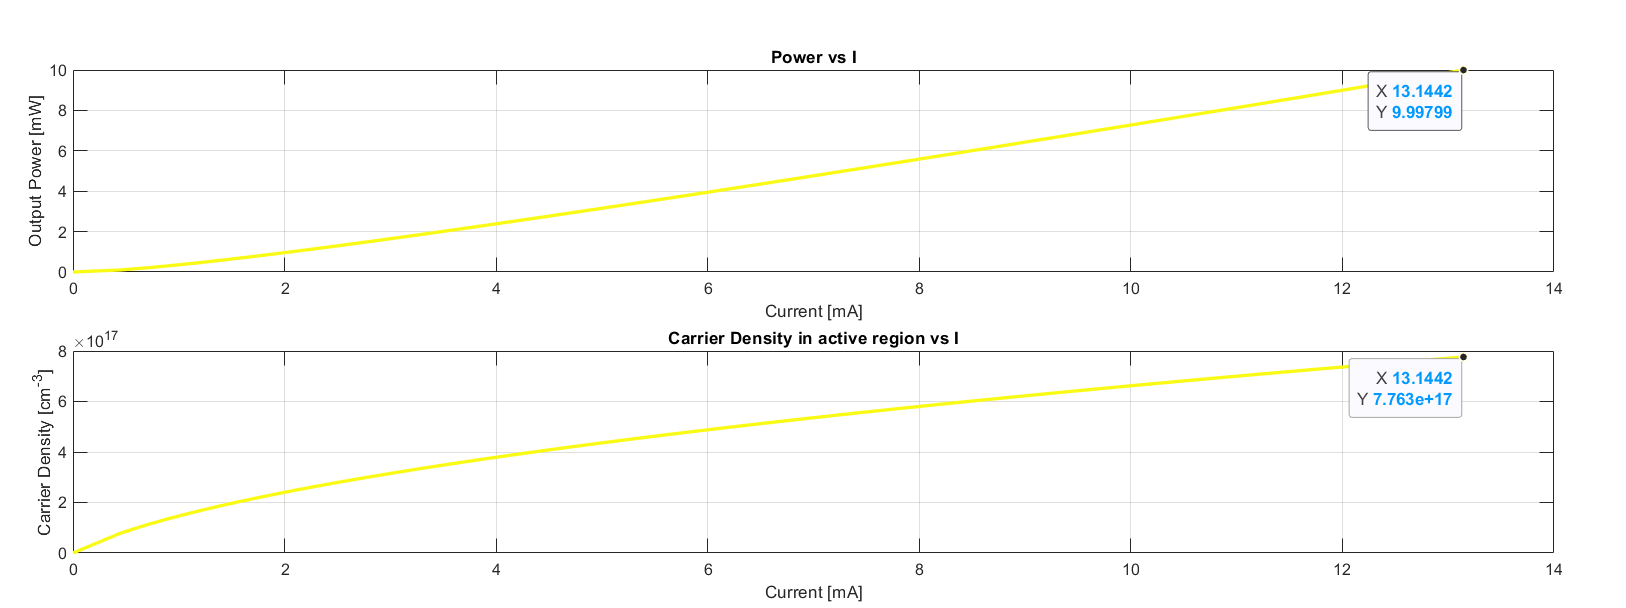 Power vs I
Output Power [mW]
10
8
6
4
2
0
X 13.1442
Y 9.99799
0 2 4 6 8 10 12 14
Current [mA]
Carrier Density in active region vs I
×10^17
Carrier Density [cm^-3]
8
6
4
2
0
X 13.1442
Y 7.763e+17
0 2 4 6 8 10 12 14
Current [mA]